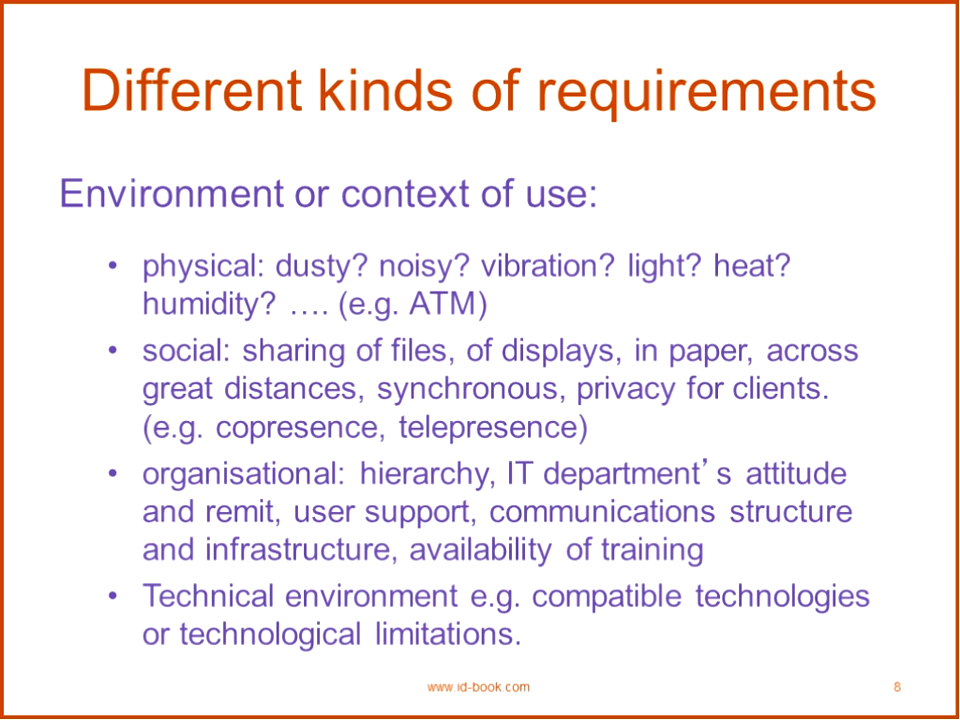 Different kinds of requirements
Environment or context of use:
• physical: dusty? noisy? vibration? light? heat?
humidity? …. (e.g. ATM)
• social: sharing of files, of displays, in paper, across
great distances, synchronous, privacy for clients.
(e.g. copresence, telepresence)
• organisational: hierarchy, IT department’s attitude
and remit, user support, communications structure
and infrastructure, availability of training
• Technical environment e.g. compatible technologies
or technological limitations.
www.id-book.com 8